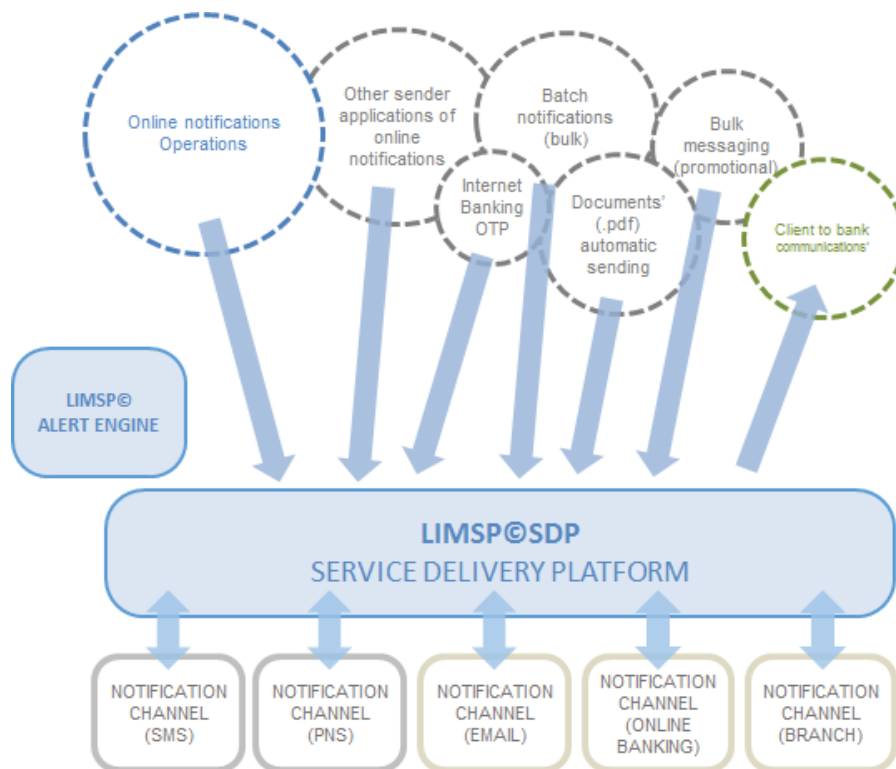 Online notifications
Operations
Other sender
applications of
online
notifications
Batch
notifications
(bulk)
Bulk
messaging
(promotional)
Internet
Banking
OTP
Documents'
(.pdf)
automatic
sending
Client to bank
communications'
LIMSP©
ALERT ENGINE
LIMSP©SDP
SERVICE DELIVERY PLATFORM
NOTIFICATION
CHANNEL
(SMS)
NOTIFICATION
CHANNEL
(PNS)
NOTIFICATION
CHANNEL
(EMAIL)
NOTIFICATION
CHANNEL
(ONLINE
BANKING)
NOTIFICATION
CHANNEL
(BRANCH)